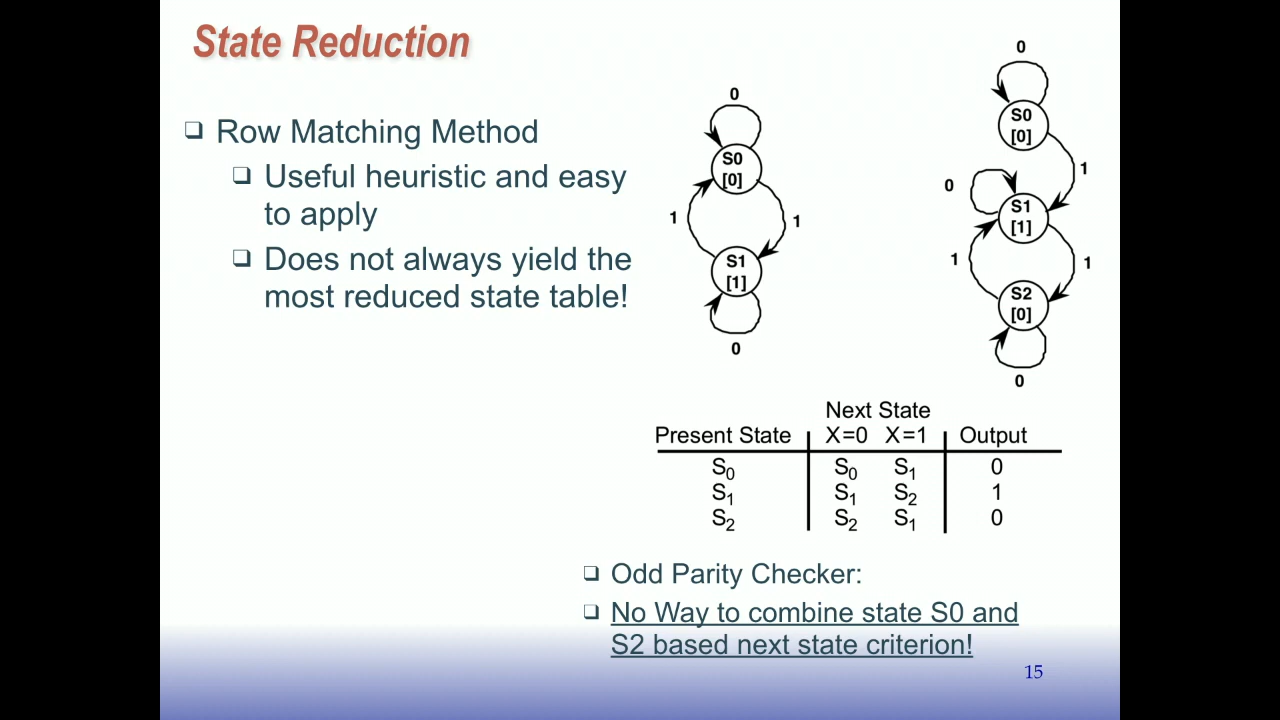 State Reduction
❑ Row Matching Method
❑ Useful heuristic and easy
to apply
❑ Does not always yield the
most reduced state table!
0
S0
[0]
1
1
S1
[1]
0
0
S0
[0]
1
0
S1
[1]
1
1
S2
[0]
0
Next State
Present State X=0 X=1 Output
S0 S0 S1 0
S1 S1 S2 1
S2 S2 S1 0
❑ Odd Parity Checker:
❑ No Way to combine state S0 and
S2 based next state criterion!
15